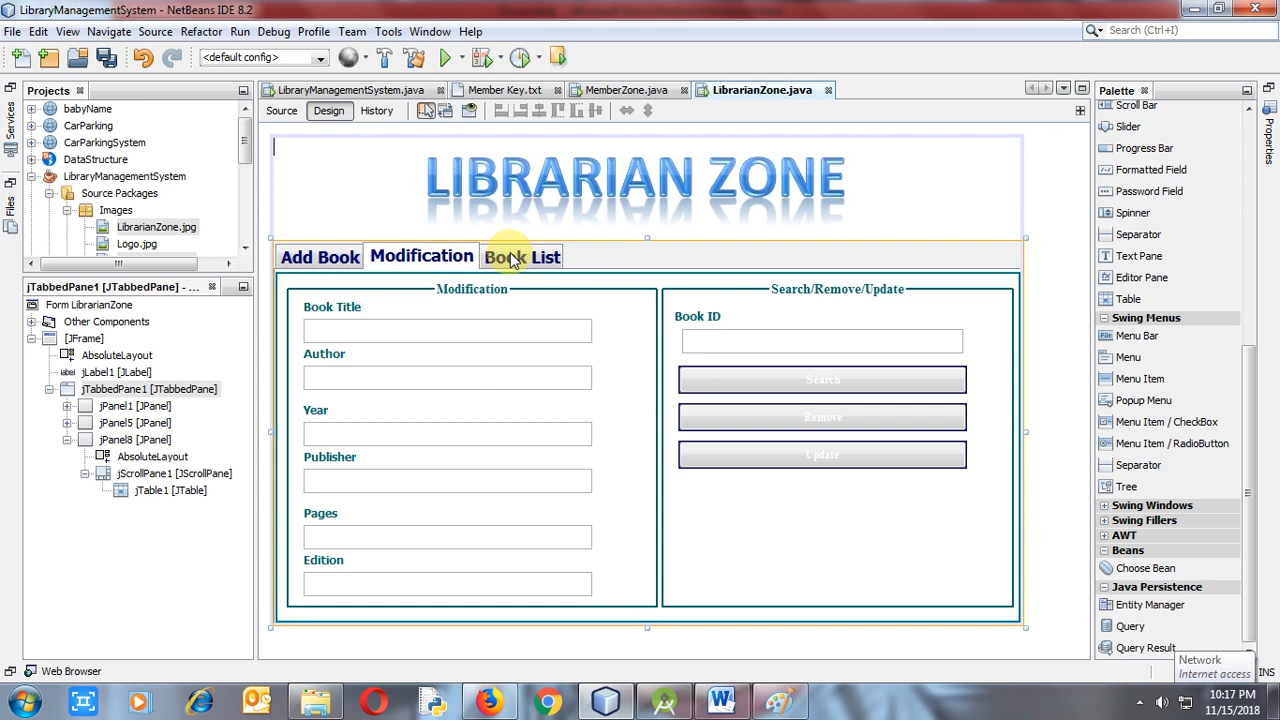 LibraryManagementSystem - NetBeans IDE 8.2
File Edit View Navigate Source Refactor Run Debug Profile Team Tools Window Help
Search (Ctrl+I)
<default config>
Projects
LibraryManagementSystem.java
Member Key.txt
MemberZone.java
LibrarianZone.java
Palette
Services
Files
Properties
babyName
CarParking
CarParkingSystem
DataStructure
LibraryManagementSystem
Source Packages
Images
LibrarianZone.jpg
Logo.jpg
jTabbedPane1 [JTabbedPane] - ...
Form LibrarianZone
Other Components
[JFrame]
AbsoluteLayout
jLabel1 [JLabel]
jTabbedPane1 [JTabbedPane]
jPanel1 [JPanel]
jPanel5 [JPanel]
jPanel8 [JPanel]
AbsoluteLayout
jScrollPane1 [JScrollPane]
jTable1 [JTable]
Source Design History
LIBRARIAN ZONE
Add Book Modification Book List
Modification
Book Title
Author
Year
Publisher
Pages
Edition
Search/Remove/Update
Book ID
Search
Remove
Update
Scroll Bar
Slider
Progress Bar
Formatted Field
Password Field
Spinner
Separator
Text Pane
Editor Pane
Table
Swing Menus
Menu Bar
Menu
Menu Item
Popup Menu
Menu Item / CheckBox
Menu Item / RadioButton
Separator
Tree
Swing Windows
Swing Fillers
AWT
Beans
Choose Bean
Java Persistence
Entity Manager
Query
Query Result
Network
Internet access
Web Browser
INS
10:17 PM
11/15/2018